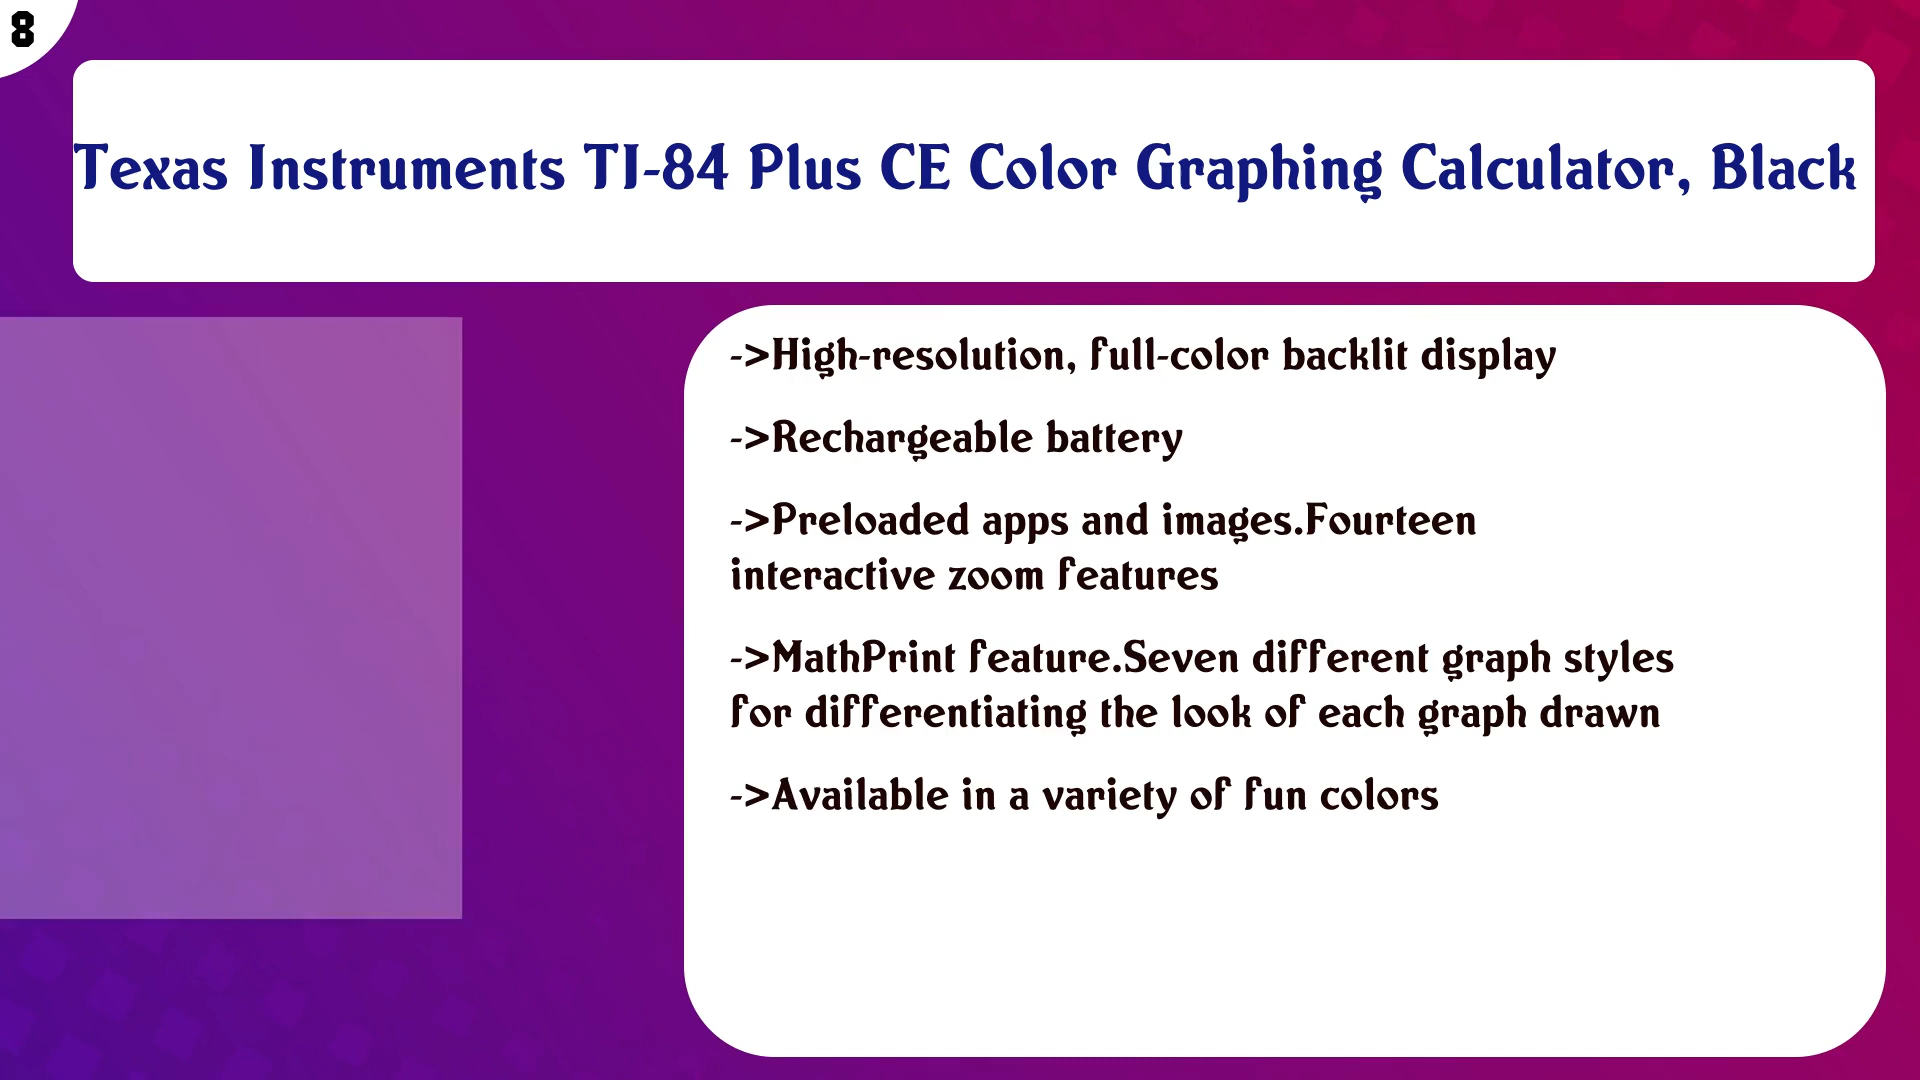 8
Texas Instruments TI-84 Plus CE Color Graphing Calculator, Black
->High-resolution, full-color backlit display
->Rechargeable battery
->Preloaded apps and images.Fourteen
interactive zoom features
->MathPrint feature.Seven different graph styles
for differentiating the look of each graph drawn
->Available in a variety of fun colors